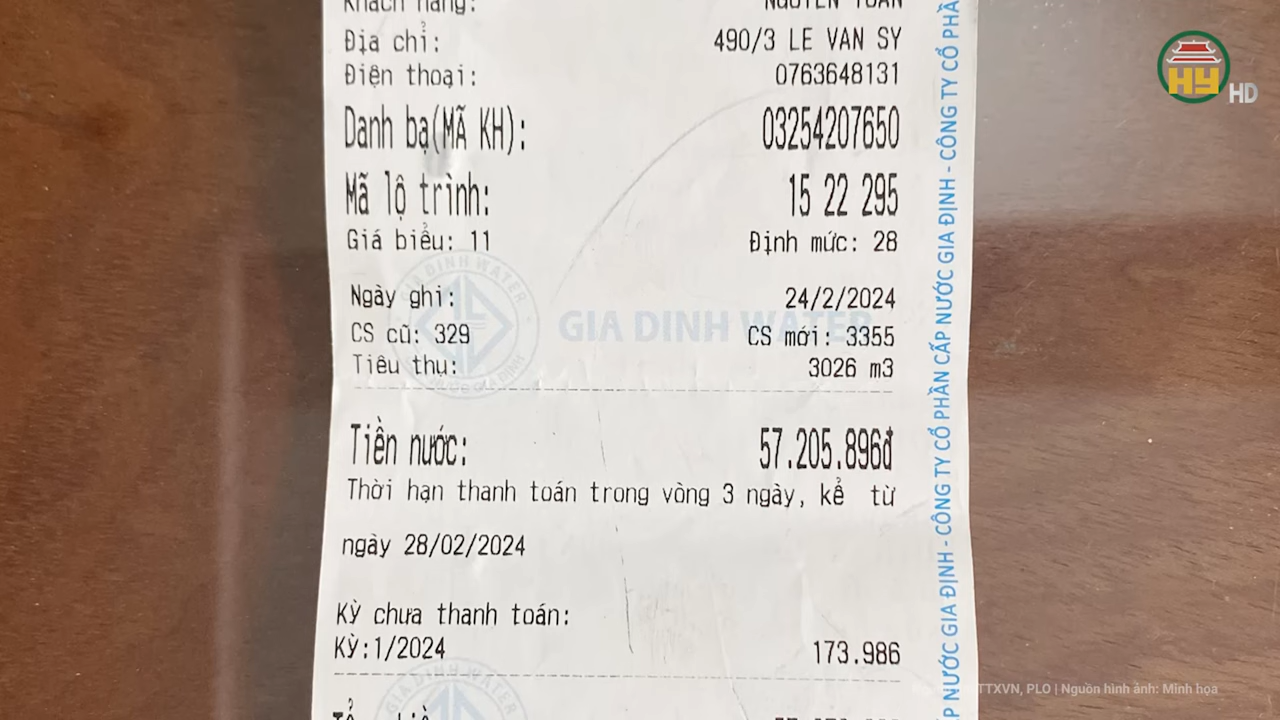 Khách hàng: NGUYEN TOAN
Địa chỉ: 490/3 LE VAN SY
Điện thoại: 0763648131
Danh bạ(MÃ KH): 03254207650
Mã lộ trình: 15 22 295
Giá biểu: 11 Định mức: 28
Ngày ghi: 24/2/2024
CS cũ: 329 CS mới: 3355
Tiêu thụ: 3026 m3
GIA DINH WATER
Tiền nước: 57.205.896đ
Thời hạn thanh toán trong vòng 3 ngày, kể từ
ngày 28/02/2024
Kỳ chưa thanh toán:
Kỳ:1/2024 173.986
NƯỚC GIA ĐỊNH - CÔNG TY CỔ PHẦN CẤP NƯỚC GIA ĐỊNH - CÔNG TY CỔ PHẦN
HY HD
TTXVN, PLO | Nguồn hình ảnh: Minh họa